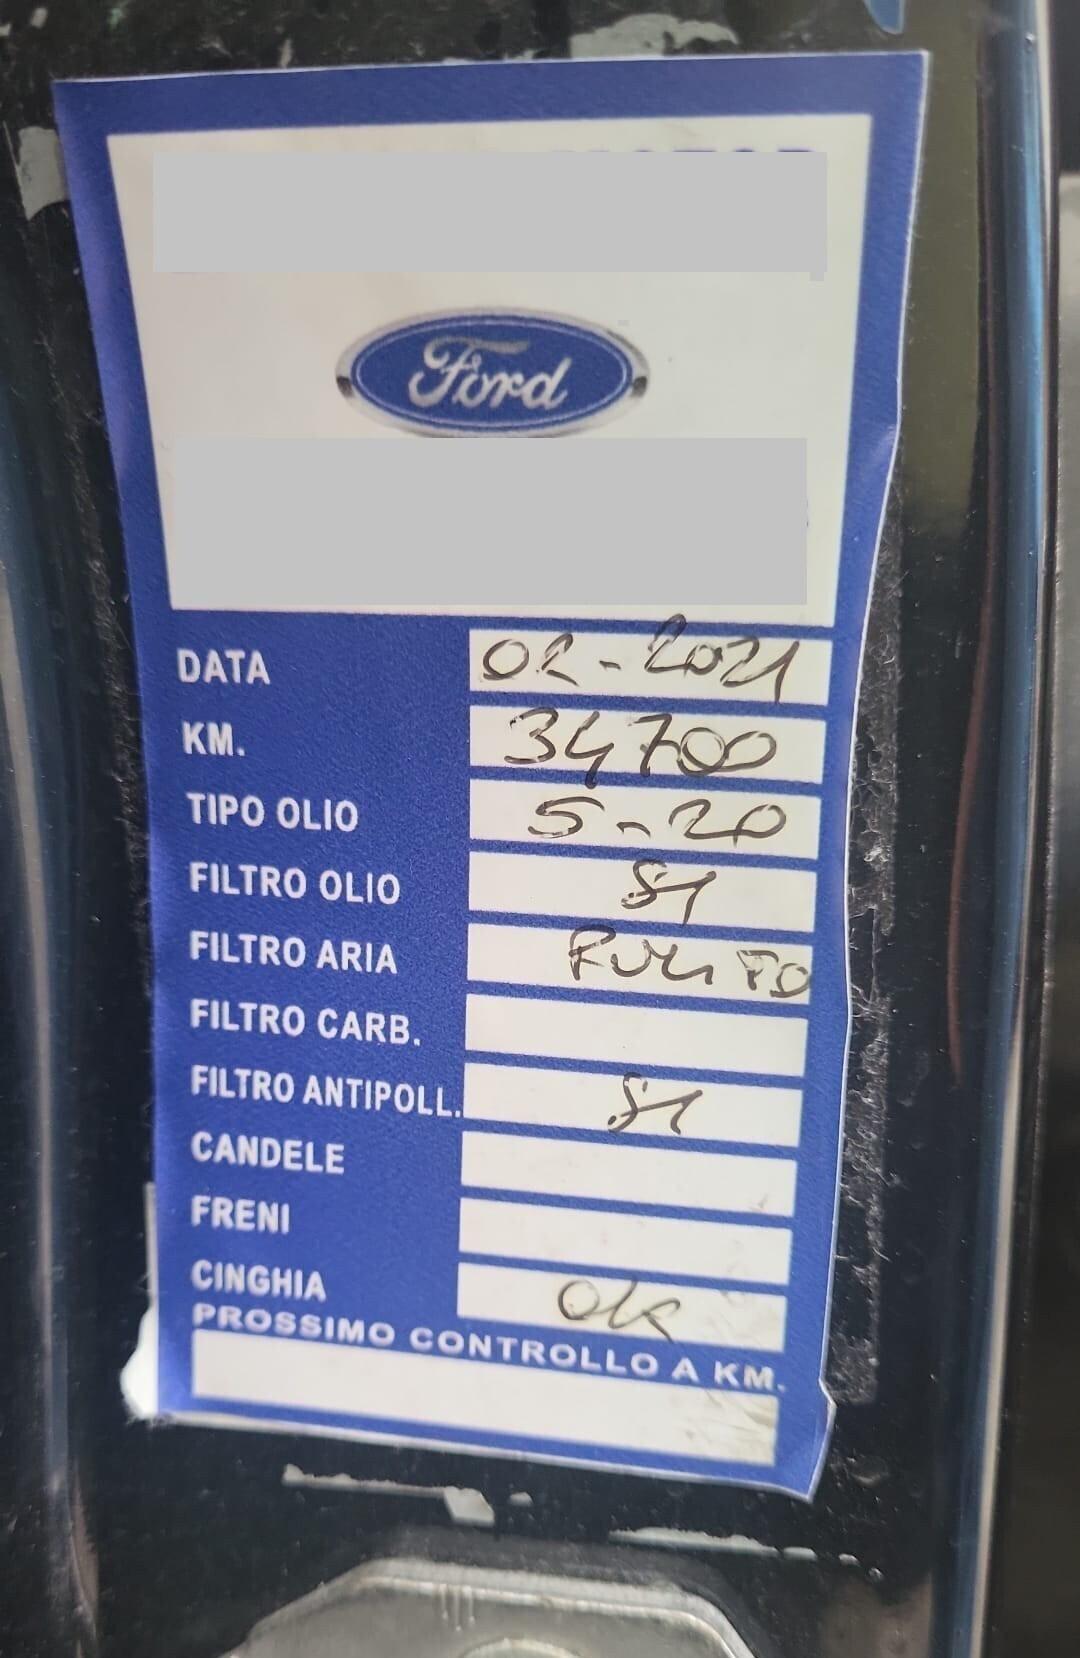 Ford
DATA 02-2021
KM. 34700
TIPO OLIO 5-20
FILTRO OLIO SI
FILTRO ARIA PULITO
FILTRO CARB.
FILTRO ANTIPOLL. SI
CANDELE
FRENI
CINGHIA Ok
PROSSIMO CONTROLLO A KM.